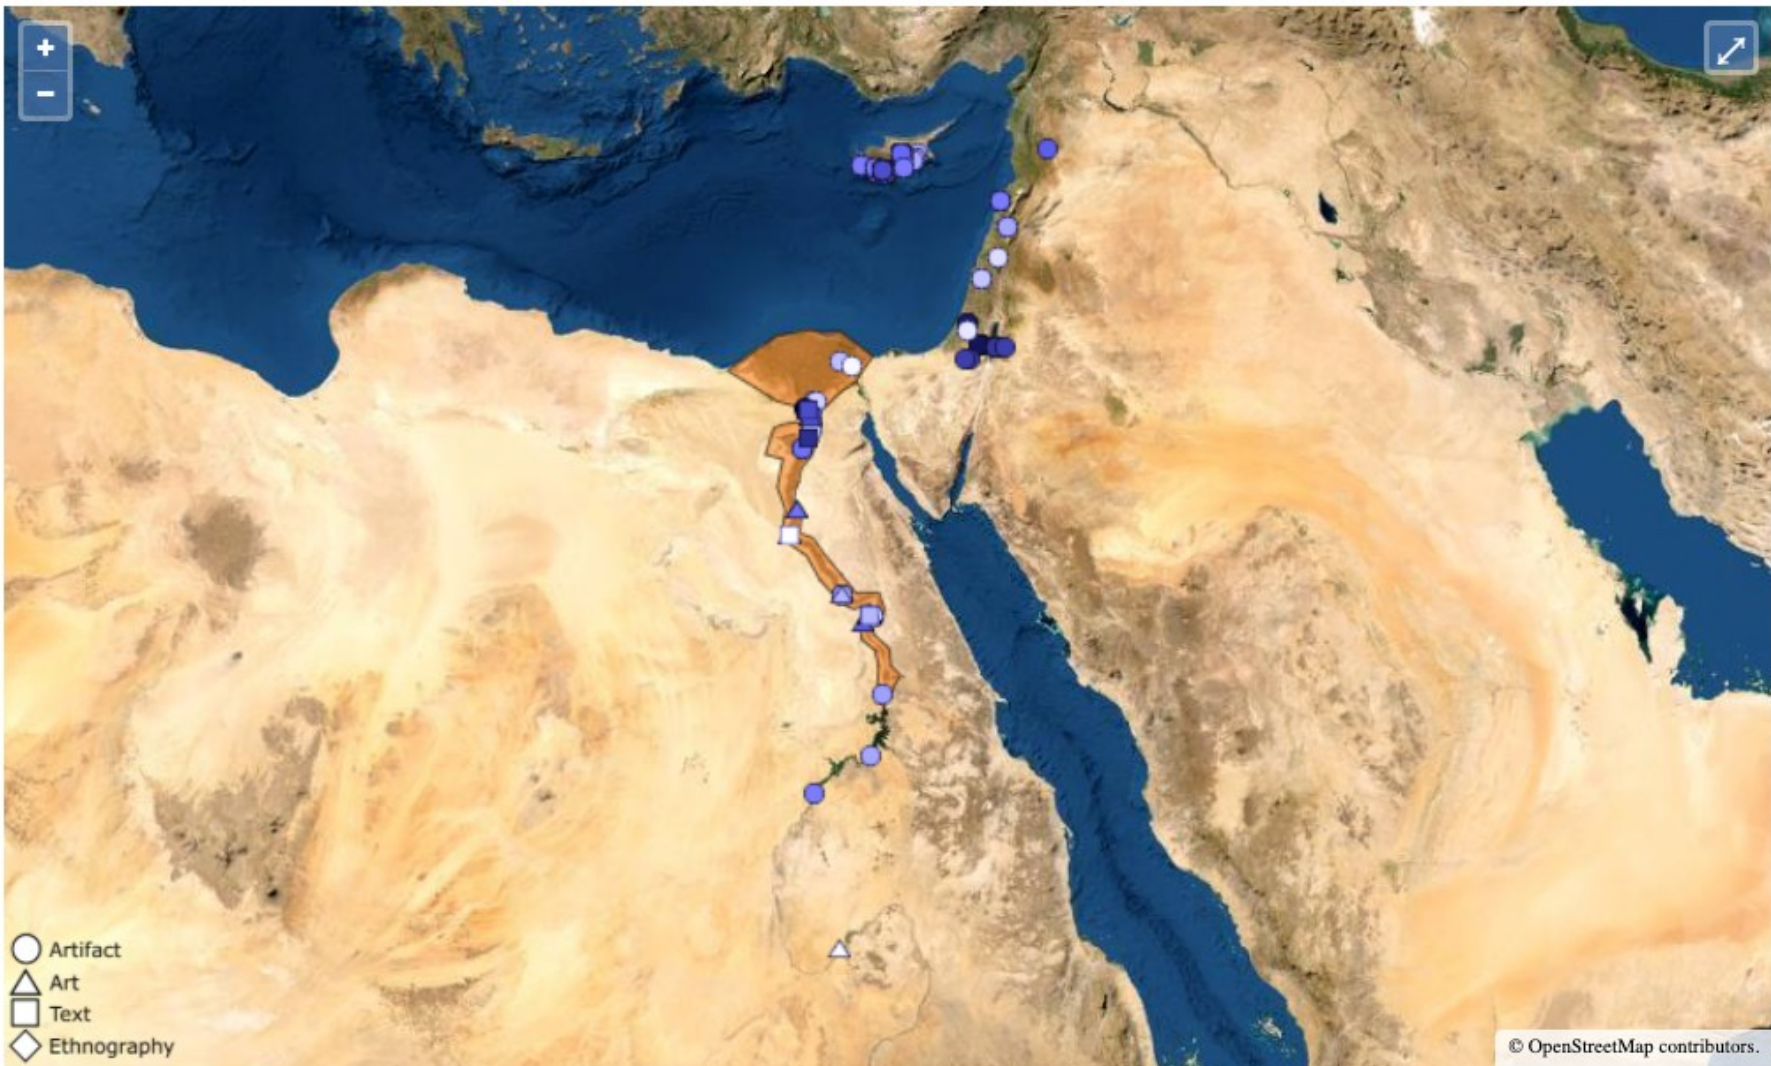 +
−
Artifact
Art
Text
Ethnography
© OpenStreetMap contributors.